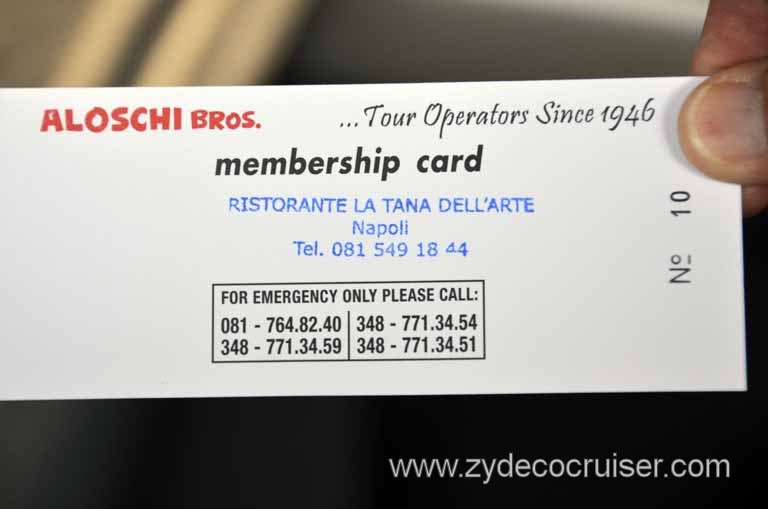 ALOSCHI BROS. ...Tour Operators Since 1946
membership card
RISTORANTE LA TANA DELL'ARTE
Napoli
Tel. 081 549 18 44
Nº 10
FOR EMERGENCY ONLY PLEASE CALL:
081 - 764.82.40 348 - 771.34.54
348 - 771.34.59 348 - 771.34.51
www.zydecocruiser.com